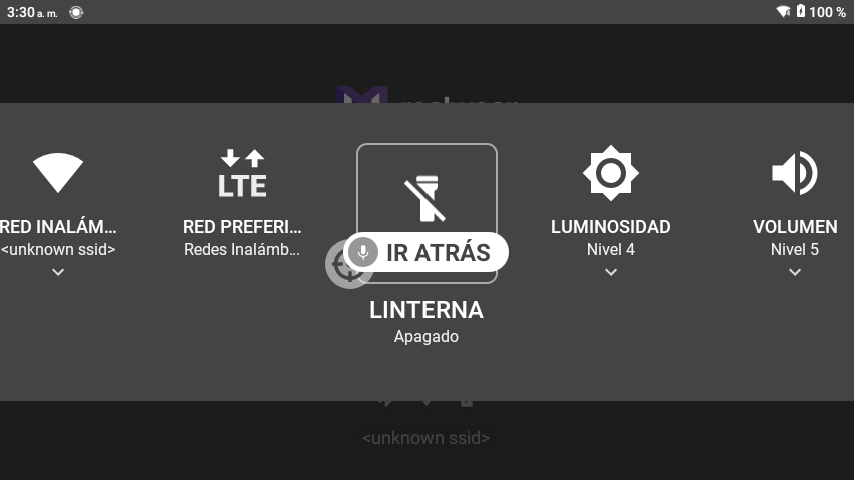 3:30 a. m.
100 %
RED INALÁM...
<unknown ssid>
LTE
RED PREFERI...
Redes Inalámb...
IR ATRÁS
LINTERNA
Apagado
LUMINOSIDAD
Nivel 4
VOLUMEN
Nivel 5
<unknown ssid>